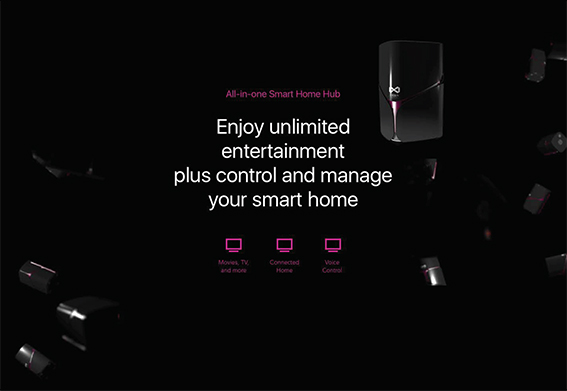 All-in-one Smart Home Hub
Enjoy unlimited
entertainment
plus control and manage
your smart home
Movies, TV,
and more
Connected
Home
Voice
Control